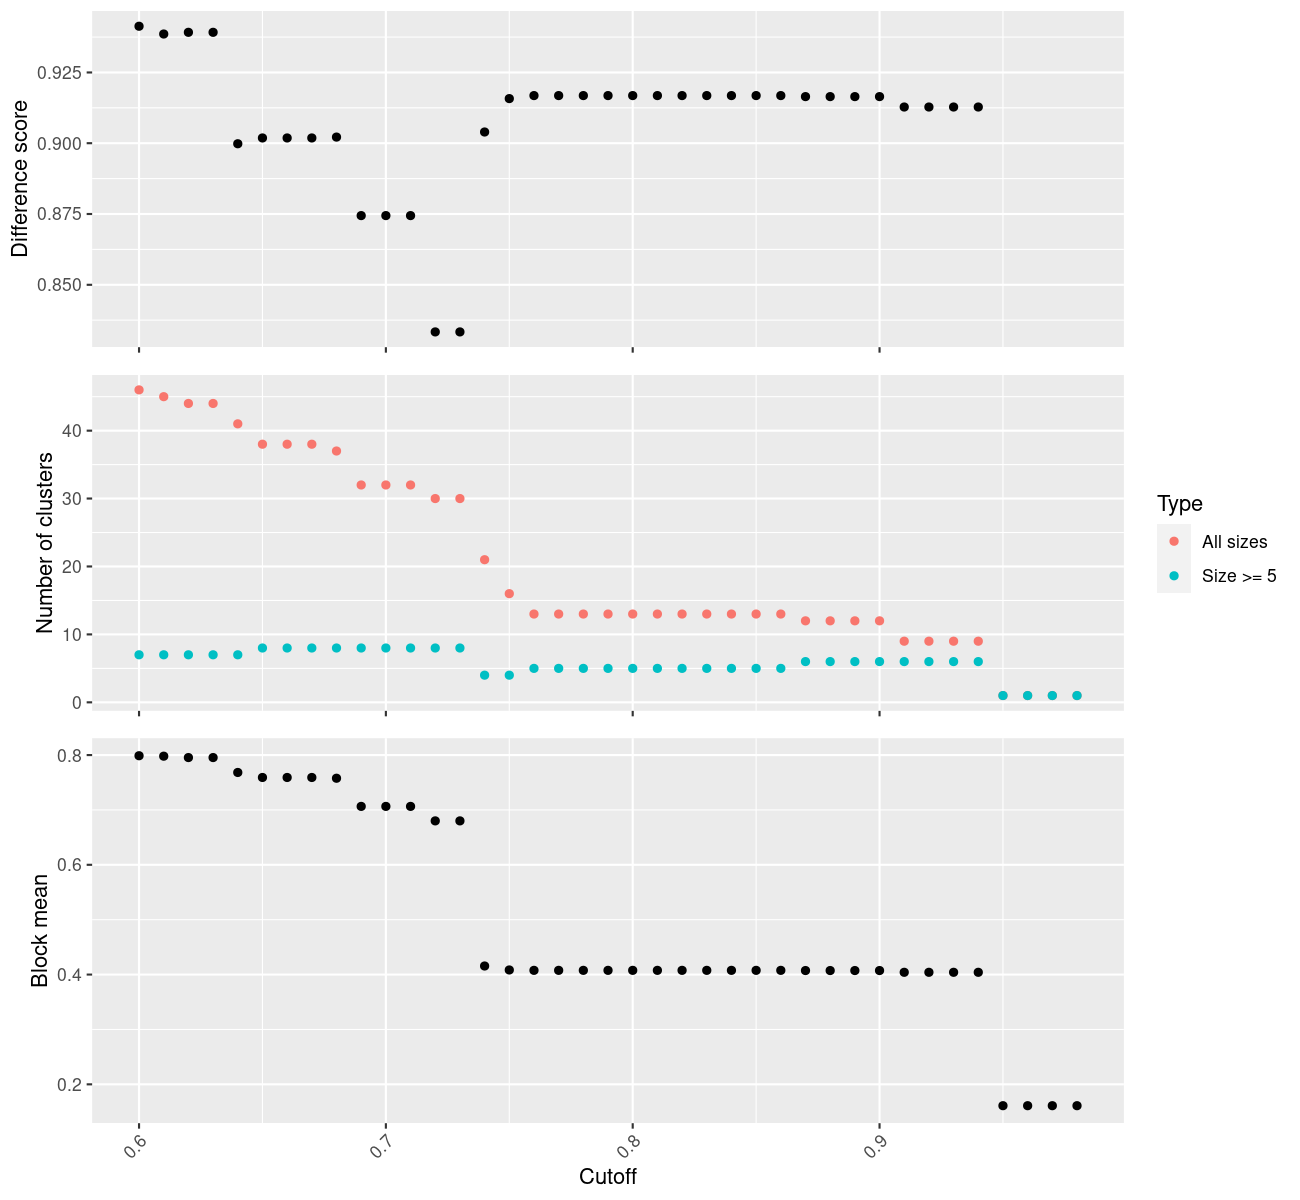 Difference score
0.925
0.900
0.875
0.850
Number of clusters
40
30
20
10
0
Type
All sizes
Size >= 5
Block mean
0.8
0.6
0.4
0.2
0.6 0.7 0.8 0.9
Cutoff